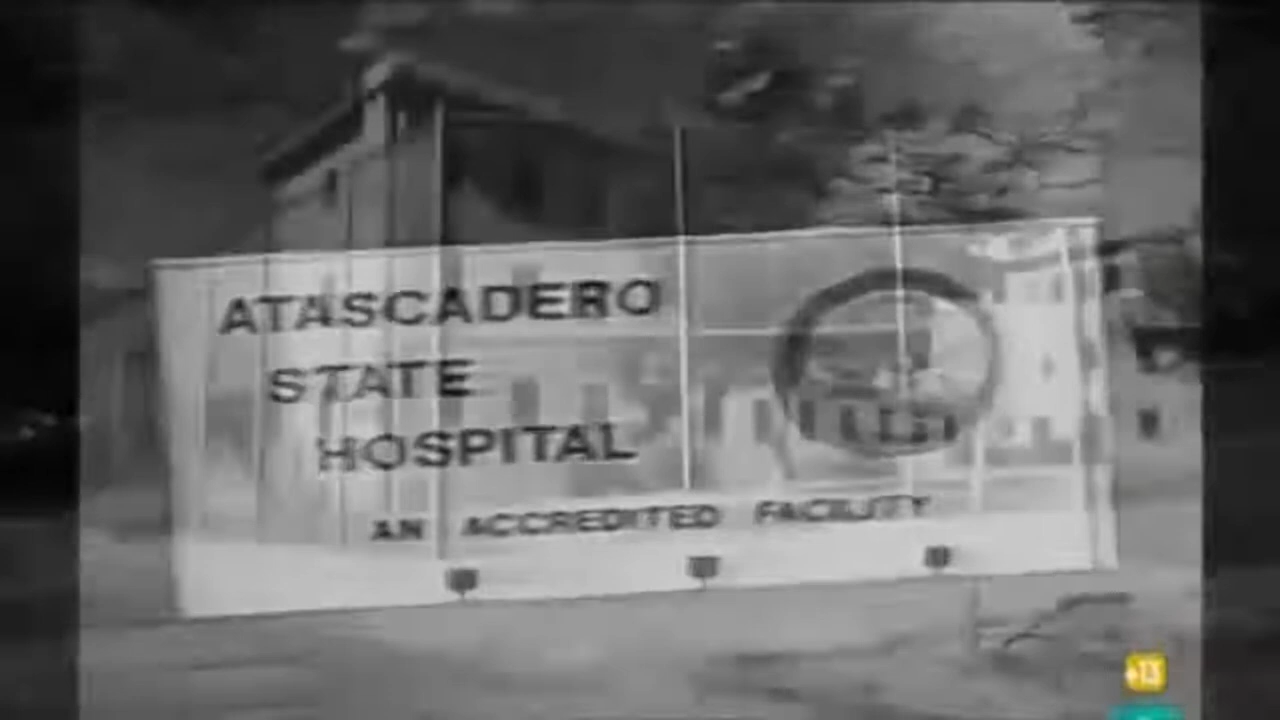 ATASCADERO
STATE
HOSPITAL
AN ACCREDITED FACILITY
+13